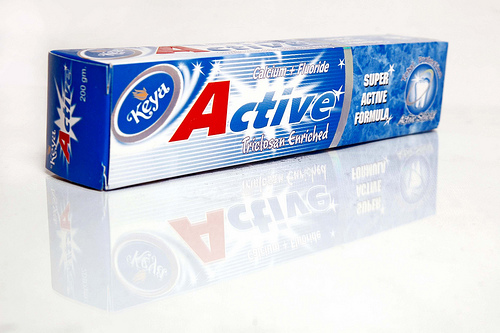 Keya
Active
200 gm
Keya
Calcium + Fluoride
Active
Triclosan Enriched
SUPER
ACTIVE
FORMULA